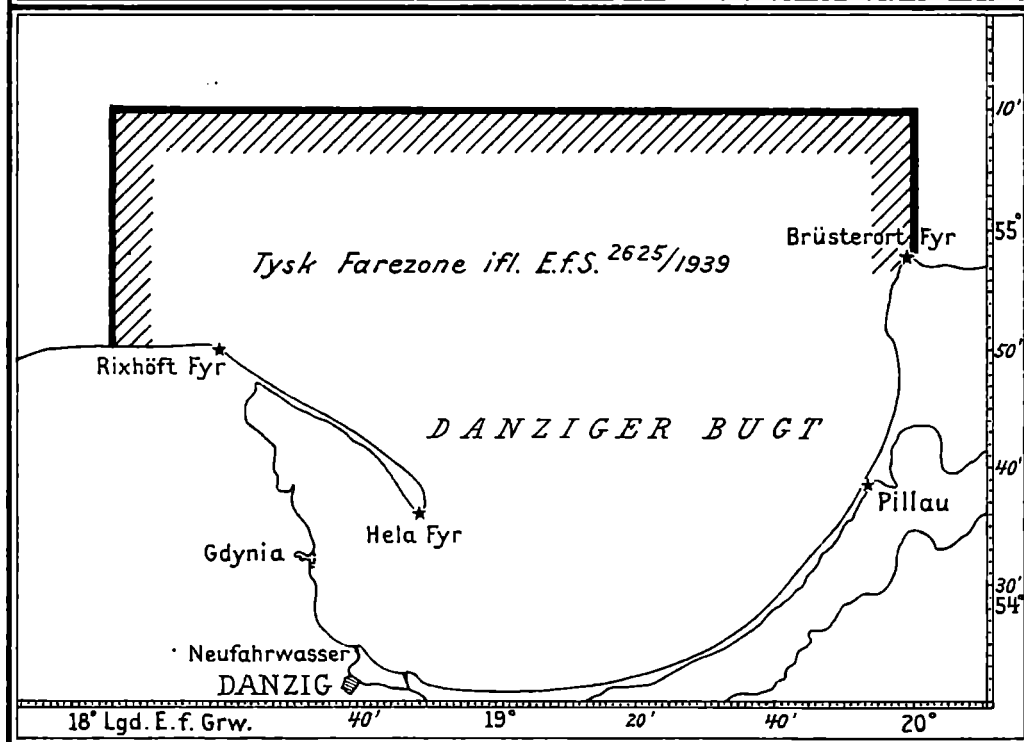 10'
55°
Brüsterort Fyr
Tysk Farezone ifl. E.f.S. 2625/1939
50'
Rixhöft Fyr
DANZIGER BUGT
40'
Pillau
Hela Fyr
Gdynia
30'
54°
Neufahrwasser
DANZIG
18° Lgd. E. f. Grw. 40' 19° 20' 40' 20°